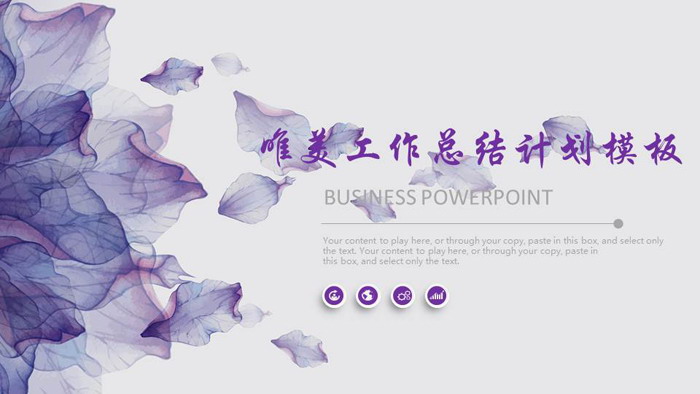 唯美工作总结计划模板
BUSINESS POWERPOINT
Your content to play here, or through your copy, paste in this box, and select only
the text. Your content to play here, or through your copy, paste in
this box, and select only the text.